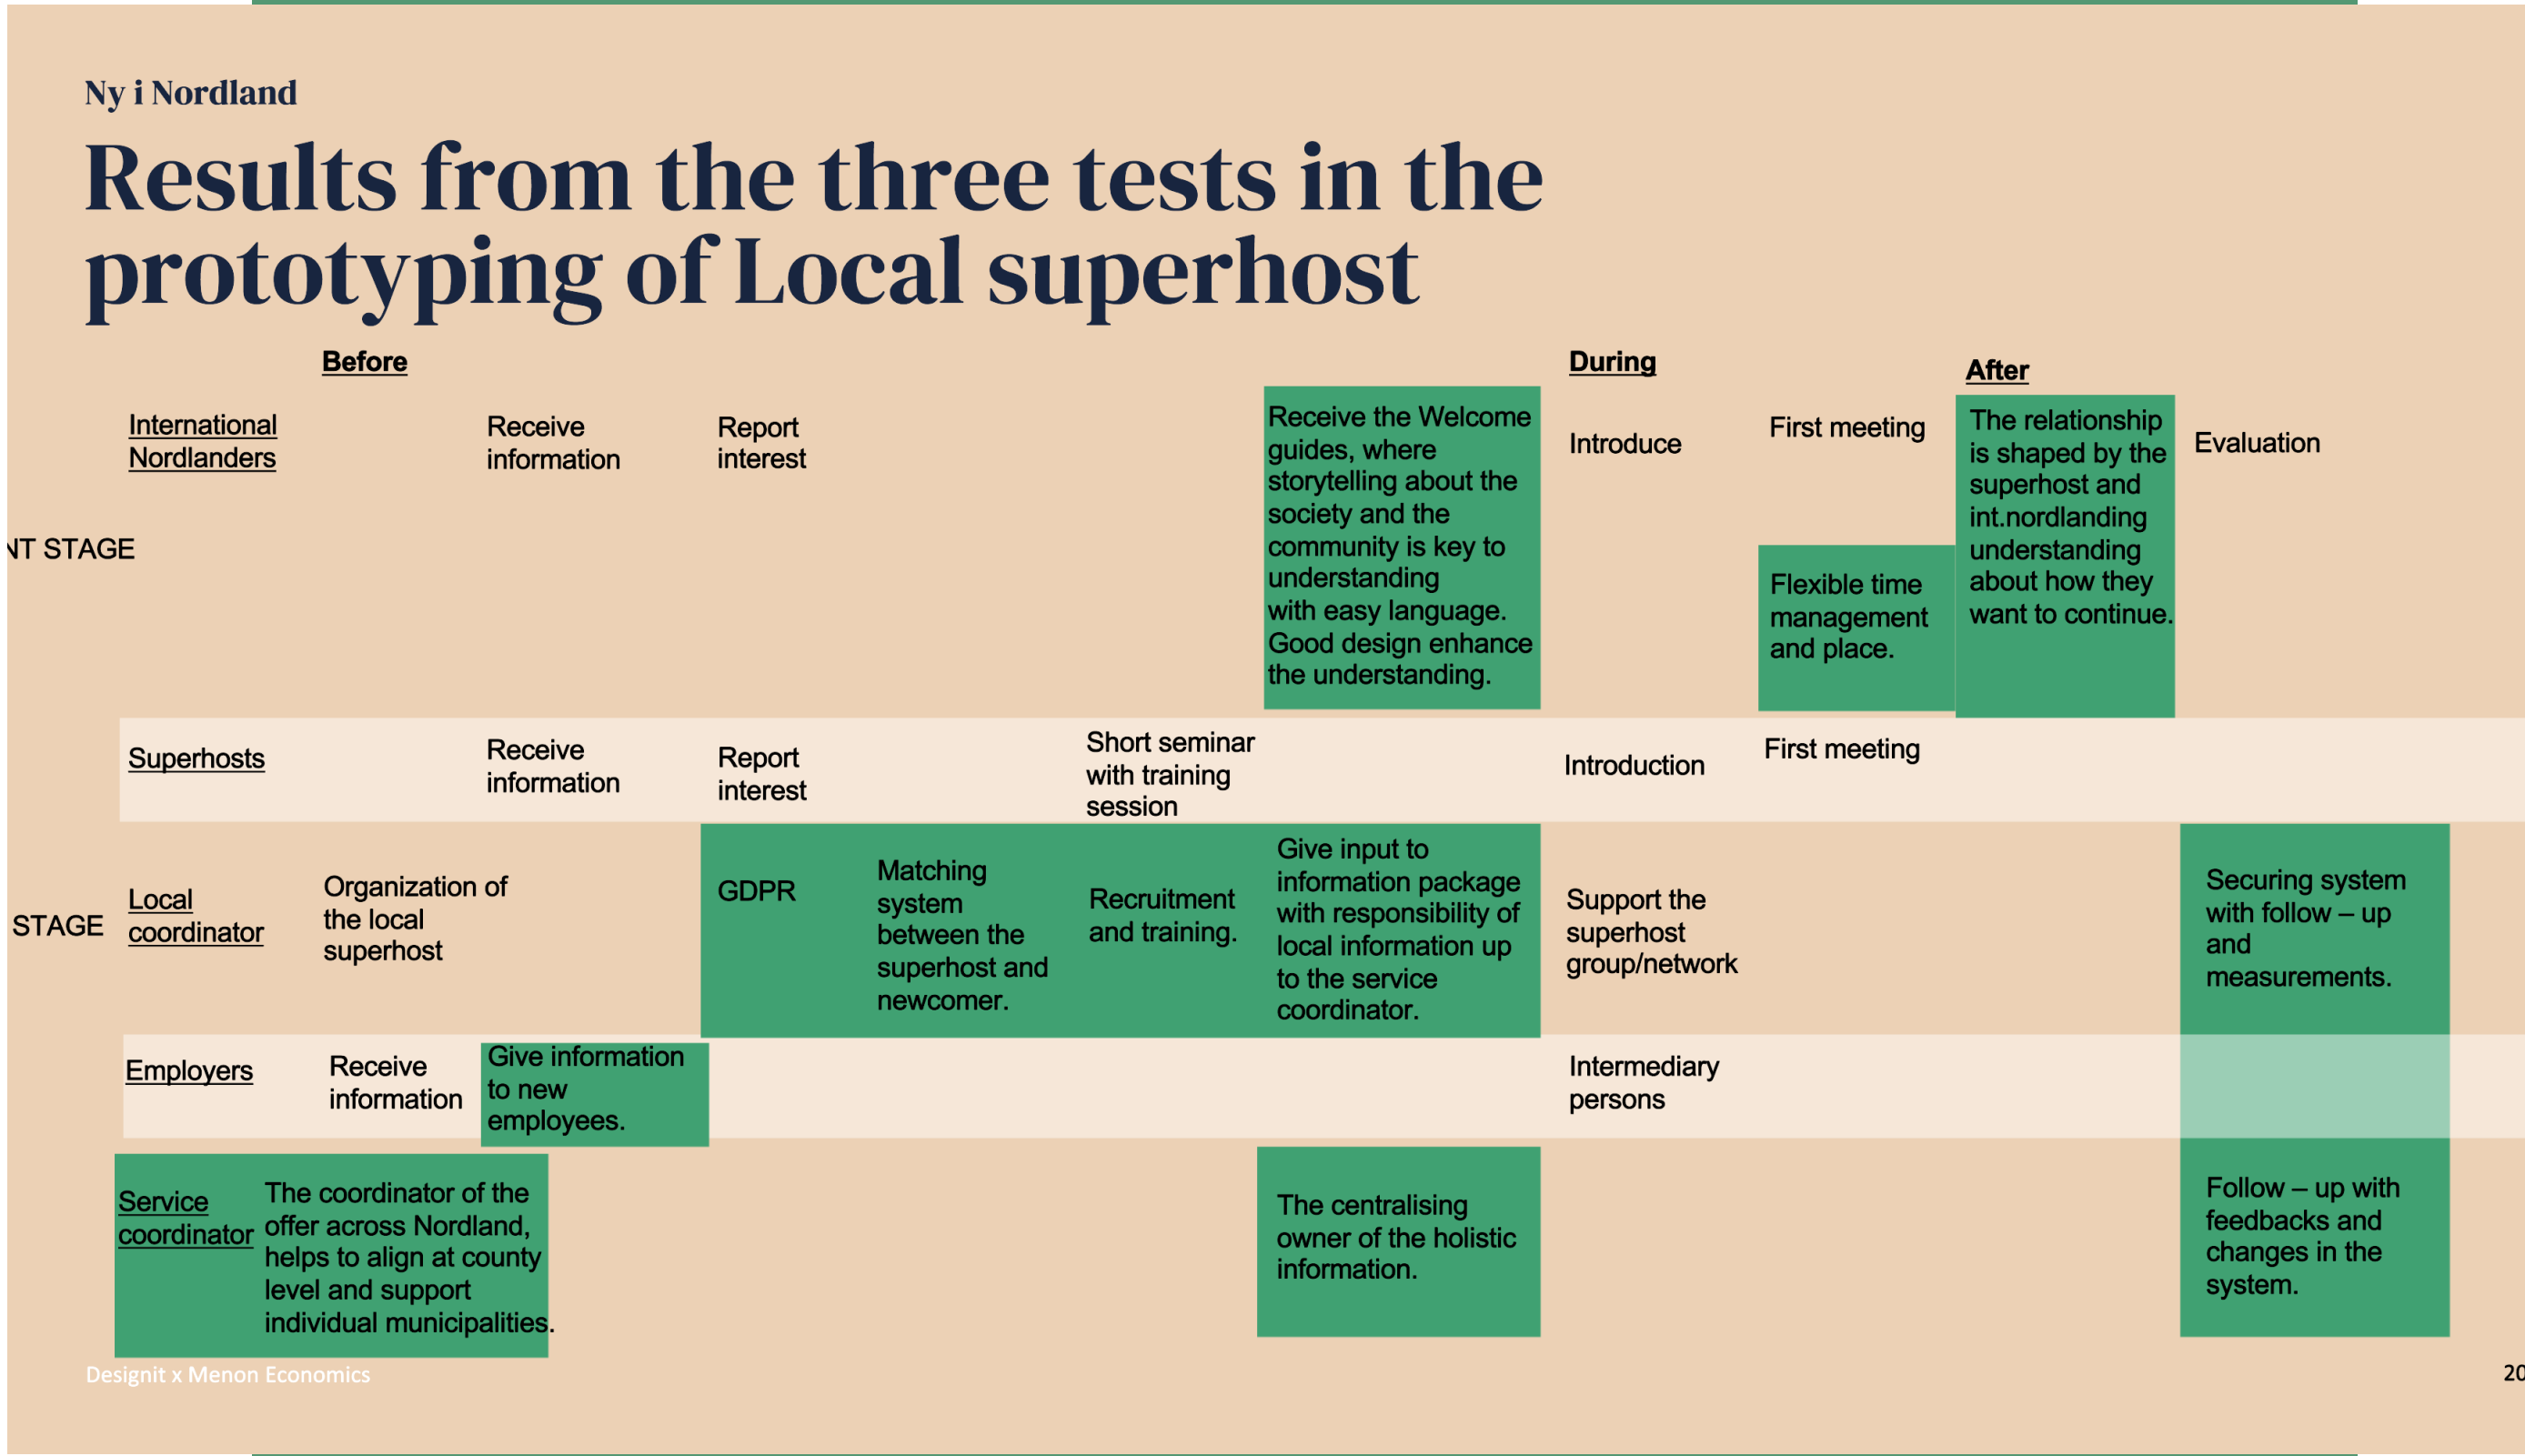 Ny i Nordland
Results from the three tests in the
prototyping of Local superhost
Before
During
After
International
Nordlanders
Receive
information
Report
interest
Receive the Welcome
guides, where
storytelling about the
society and the
community is key to
understanding
with easy language.
Good design enhance
the understanding.
Introduce
First meeting
Flexible time
management
and place.
The relationship
is shaped by the
superhost and
int.nordlanding
understanding
about how they
want to continue.
Evaluation
NT STAGE
Superhosts
Receive
information
Report
interest
Short seminar
with training
session
Introduction
First meeting
STAGE
Local
coordinator
Organization of
the local
superhost
GDPR
Matching
system
between the
superhost and
newcomer.
Recruitment
and training.
Give input to
information package
with responsibility of
local information up
to the service
coordinator.
Support the
superhost
group/network
Securing system
with follow – up
and
measurements.
Employers
Receive
information
Give information
to new
employees.
Intermediary
persons
Service
coordinator
The coordinator of the
offer across Nordland,
helps to align at county
level and support
individual municipalities.
The centralising
owner of the holistic
information.
Follow – up with
feedbacks and
changes in the
system.
Designit x Menon Economics
20